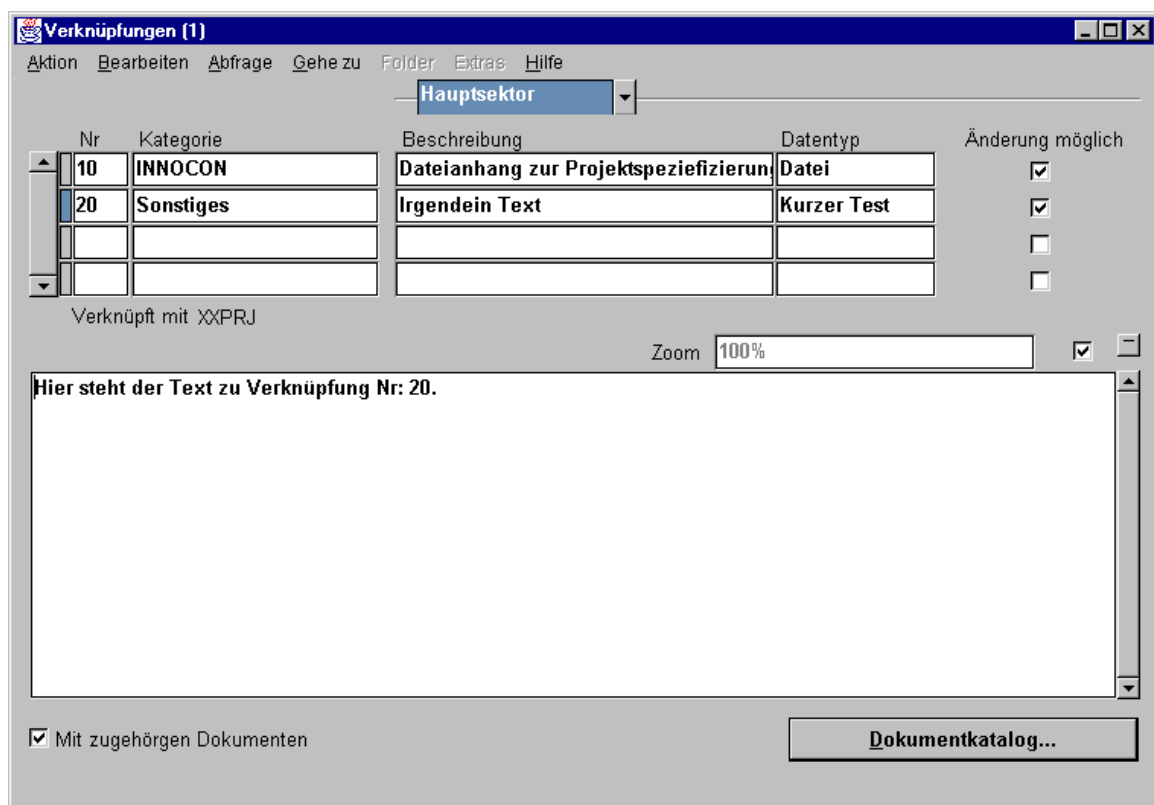 Verknüpfungen (1)
Aktion Bearbeiten Abfrage Gehe zu Folder Extras Hilfe
Hauptsektor
Nr Kategorie Beschreibung Datentyp Änderung möglich
10 INNOCON Dateianhang zur Projektspeziefizierung Datei
20 Sonstiges Irgendein Text Kurzer Test
Verknüpft mit XXPRJ
Zoom 100%
Hier steht der Text zu Verknüpfung Nr: 20.
Mit zugehörgen Dokumenten Dokumentkatalog...